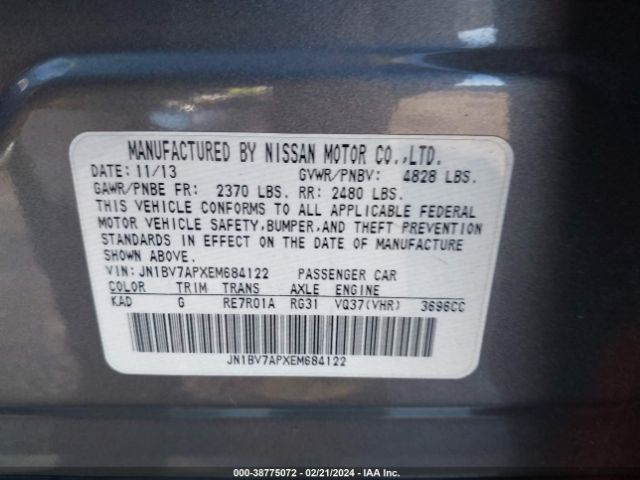 MANUFACTURED BY NISSAN MOTOR CO.,LTD.
DATE: 11/13 GVWR/PNBV: 4828 LBS.
GAWR/PNBE FR: 2370 LBS. RR: 2480 LBS.
THIS VEHICLE CONFORMS TO ALL APPLICABLE FEDERAL
MOTOR VEHICLE SAFETY,BUMPER,AND THEFT PREVENTION
STANDARDS IN EFFECT ON THE DATE OF MANUFACTURE
SHOWN ABOVE.
VIN: JN1BV7APXEM684122 PASSENGER CAR
COLOR TRIM TRANS AXLE ENGINE
KAD G RE7R01A RG31 VQ37(VHR) 3696CC
JN1BV7APXEM684122
000-38775072 - 02/21/2024 - IAA Inc.